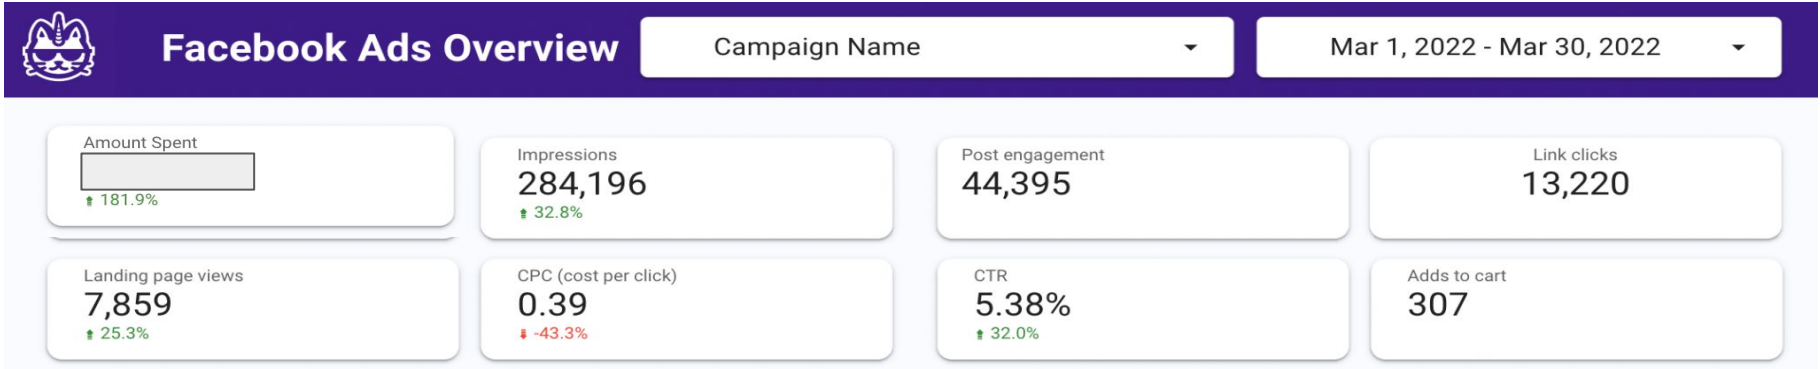 Facebook Ads Overview
Campaign Name
Mar 1, 2022 - Mar 30, 2022
Amount Spent
181.9%
Impressions
284,196
32.8%
Post engagement
44,395
Link clicks
13,220
Landing page views
7,859
25.3%
CPC (cost per click)
0.39
-43.3%
CTR
5.38%
32.0%
Adds to cart
307